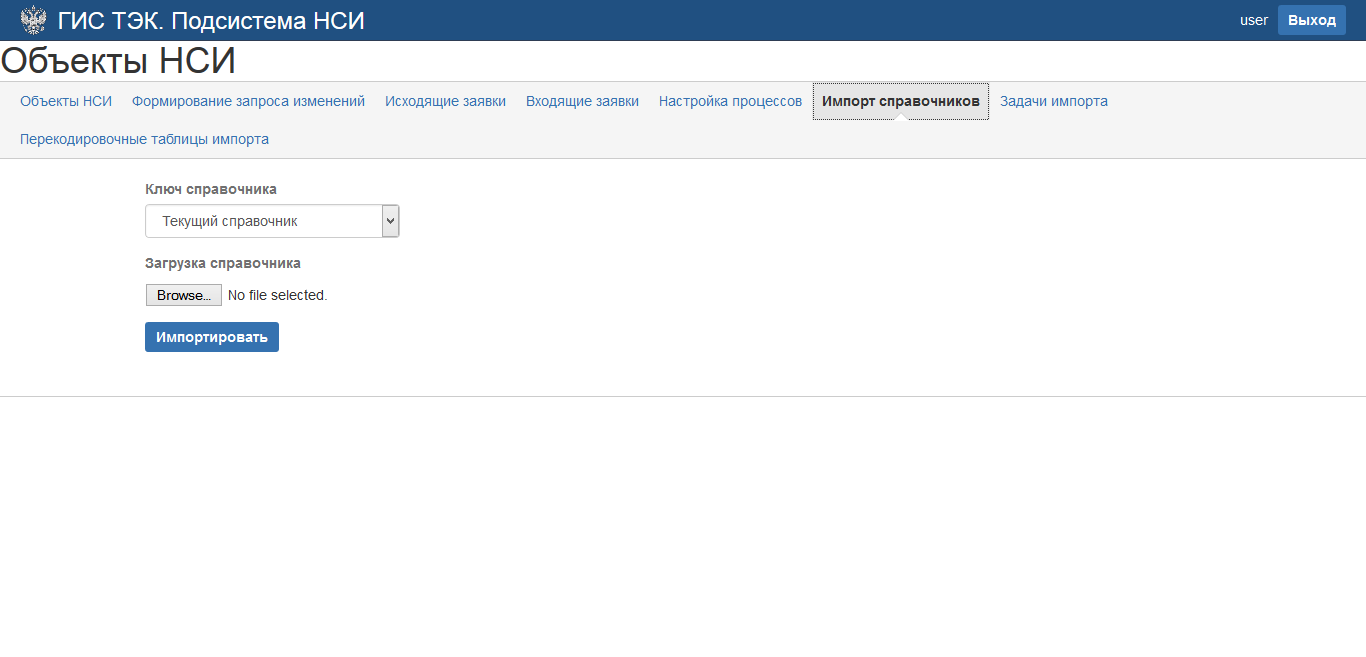 ГИС ТЭК. Подсистема НСИ user Выход
Объекты НСИ
Объекты НСИ Формирование запроса изменений Исходящие заявки Входящие заявки Настройка процессов Импорт справочников Задачи импорта
Перекодировочные таблицы импорта
Ключ справочника
Текущий справочник
Загрузка справочника
Browse... No file selected.
Импортировать